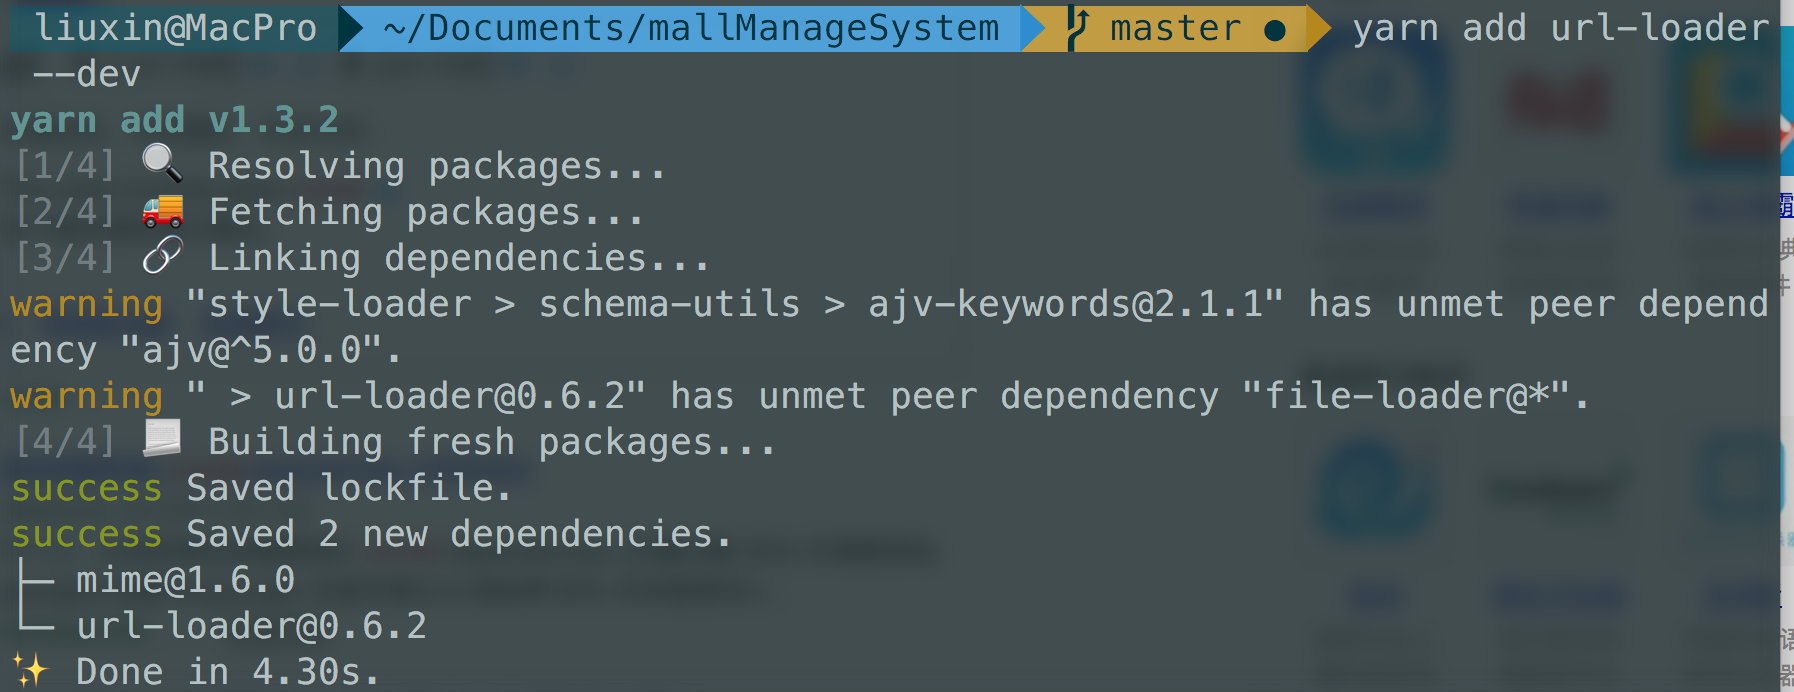 liuxin@MacPro ~/Documents/mallManageSystem master ● yarn add url-loader
--dev
yarn add v1.3.2
[1/4] 🔍 Resolving packages...
[2/4] 🚚 Fetching packages...
[3/4] 🔗 Linking dependencies...
warning "style-loader > schema-utils > ajv-keywords@2.1.1" has unmet peer depend
ency "ajv@^5.0.0".
warning " > url-loader@0.6.2" has unmet peer dependency "file-loader@*".
[4/4] 📃 Building fresh packages...
success Saved lockfile.
success Saved 2 new dependencies.
├─ mime@1.6.0
└─ url-loader@0.6.2
✨ Done in 4.30s.